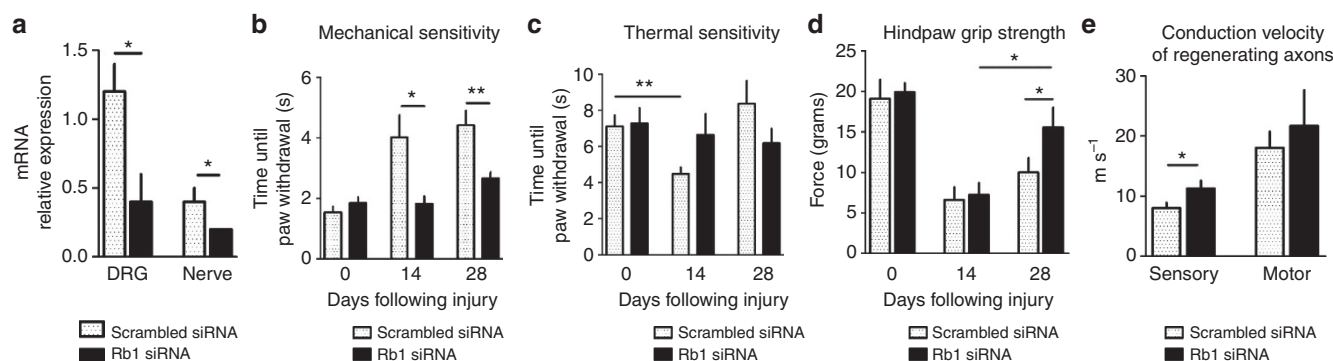 a
*
*
mRNA
relative expression
1.5
1.0
0.5
0.0
DRG Nerve
Scrambled siRNA
Rb1 siRNA
b
Mechanical sensitivity
*
**
Time until
paw withdrawal (s)
6
4
2
0
0 14 28
Days following injury
Scrambled siRNA
Rb1 siRNA
c
Thermal sensitivity
**
Time until
paw withdrawal (s)
10
8
6
4
2
0
0 14 28
Days following injury
Scrambled siRNA
Rb1 siRNA
d
Hindpaw grip strength
*
*
Force (grams)
25
20
15
10
5
0
0 14 28
Days following injury
Scrambled siRNA
Rb1 siRNA
e
Conduction velocity
of regenerating axons
*
m s⁻¹
30
20
10
0
Sensory Motor
Scrambled siRNA
Rb1 siRNA